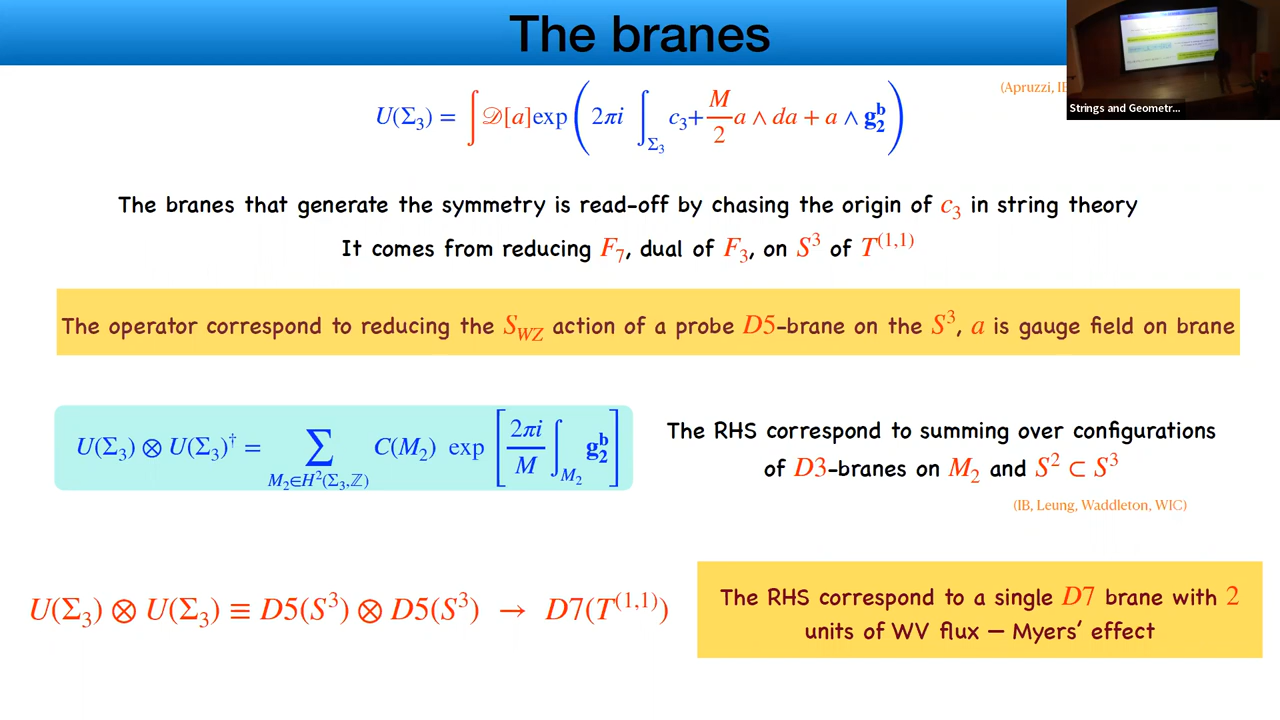 The branes
(Apruzzi,
Strings and Geometr...
U(Σ₃) = ∫ 𝒟[a]exp ( 2πi ∫_{Σ₃} c₃ + M/2 a ∧ da + a ∧ g₂ᵇ )
The branes that generate the symmetry is read-off by chasing the origin of c₃ in string theory
It comes from reducing F₇, dual of F₃, on S³ of T^{(1,1)}
The operator correspond to reducing the S_{WZ} action of a probe D5-brane on the S³, a is gauge field on brane
U(Σ₃) ⊗ U(Σ₃)† = ∑_{M₂∈H²(Σ₃,ℤ)} C(M₂) exp [ 2πi/M ∫_{M₂} g₂ᵇ ]
The RHS correspond to summing over configurations
of D3-branes on M₂ and S² ⊂ S³
(IB, Leung, Waddleton, WIC)
U(Σ₃) ⊗ U(Σ₃) ≡ D5(S³) ⊗ D5(S³) → D7(T^{(1,1)})
The RHS correspond to a single D7 brane with 2
units of WV flux — Myers' effect